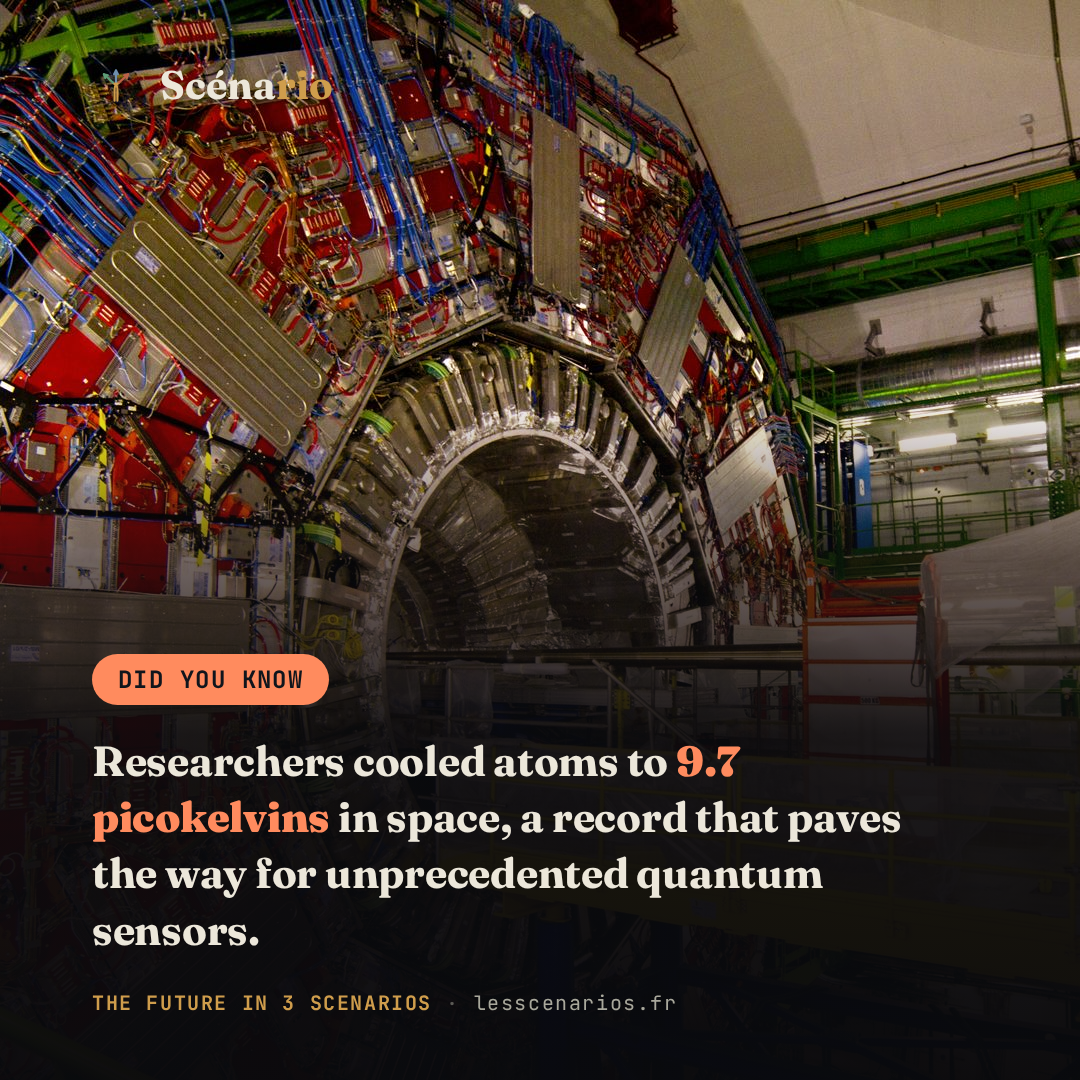 Scénario
DID YOU KNOW
Researchers cooled atoms to 9.7
picokelvins in space, a record that paves
the way for unprecedented quantum
sensors.
THE FUTURE IN 3 SCENARIOS · lesscenarios.fr